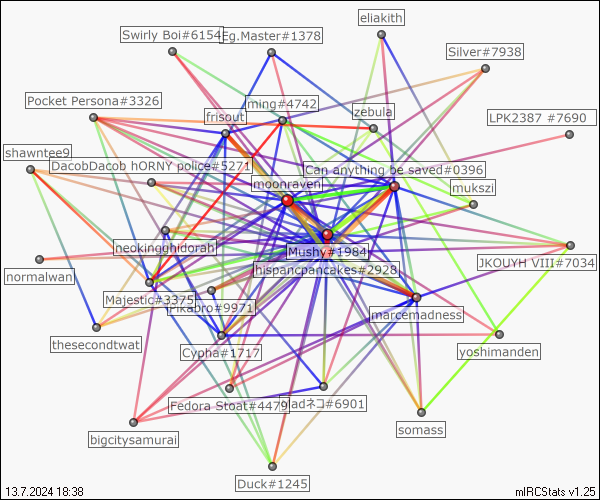 eliakith
Swirly Boi#6154
Eg.Master#1378
Silver#7938
Pocket Persona#3326
ming#4742
frisout
zebula
LPK2387 #7690
shawntee9
DacobDacob hORNY police#5271
Can anything be saved#0396
moonraven
mukszi
neokingghidorah
Mushy#1984
JKOUYH VIII#7034
hispancpancakes#2928
normalwan
Majestic#3375
Pikabro#9971
marcemadness
thesecondtwat
Cypha#1717
yoshimanden
Fedora Stoat#4479
ladネコ#6901
somass
bigcitysamurai
Duck#1245
13.7.2024 18:38
mIRCStats v1.25